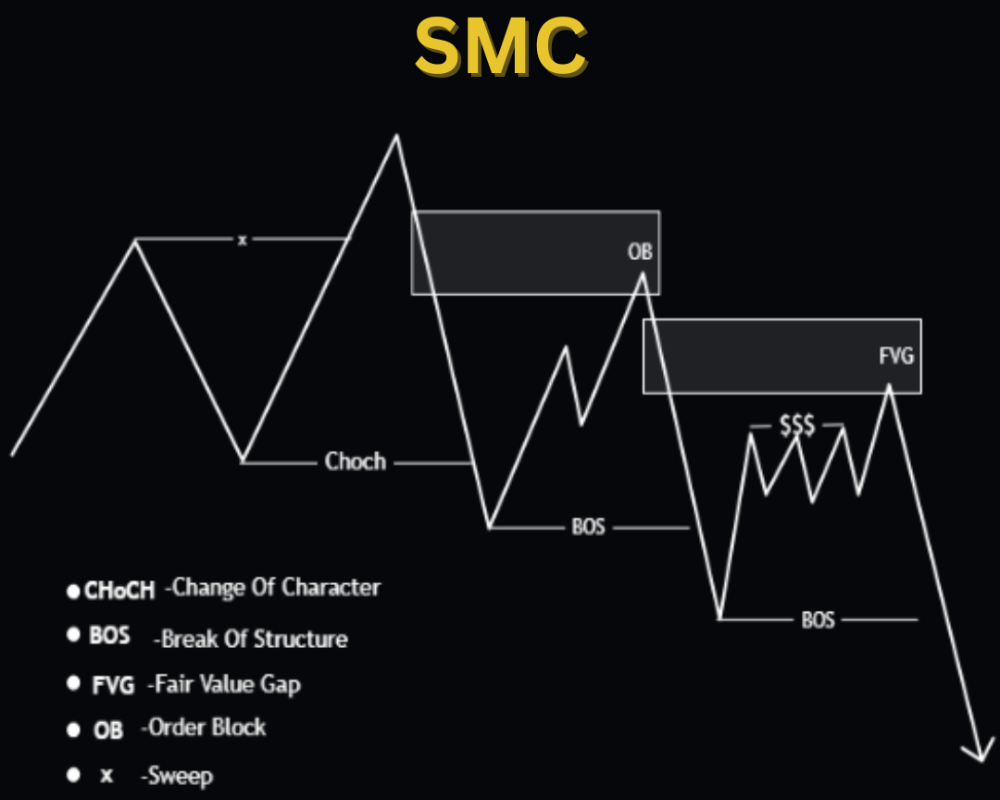 SMC
x
OB
FVG
$$$
Choch
BOS
BOS
CHoCH -Change Of Character
BOS -Break Of Structure
FVG -Fair Value Gap
OB -Order Block
x -Sweep